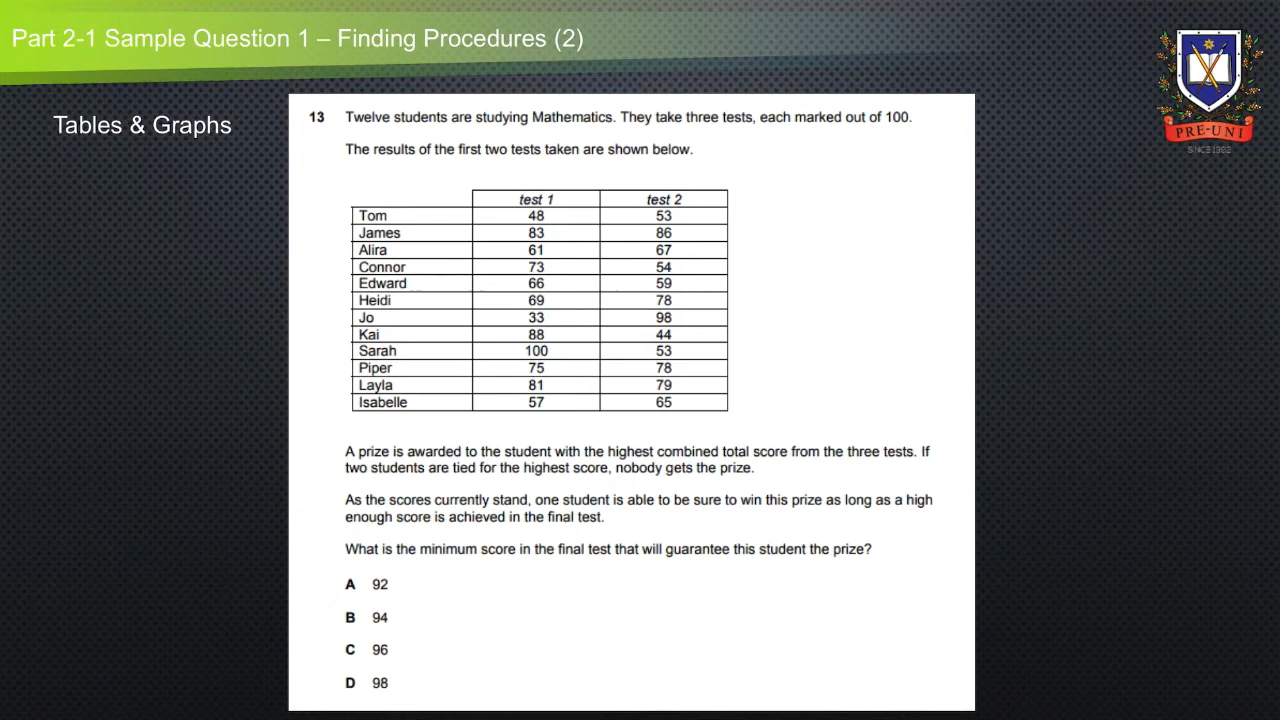 Part 2-1 Sample Question 1 – Finding Procedures (2)
Tables & Graphs
PRE-UNI
SINCE 1992
13 Twelve students are studying Mathematics. They take three tests, each marked out of 100.
The results of the first two tests taken are shown below.
test 1 test 2
Tom 48 53
James 83 86
Alira 61 67
Connor 73 54
Edward 66 59
Heidi 69 78
Jo 33 98
Kai 88 44
Sarah 100 53
Piper 75 78
Layla 81 79
Isabelle 57 65
A prize is awarded to the student with the highest combined total score from the three tests. If
two students are tied for the highest score, nobody gets the prize.
As the scores currently stand, one student is able to be sure to win this prize as long as a high
enough score is achieved in the final test.
What is the minimum score in the final test that will guarantee this student the prize?
A 92
B 94
C 96
D 98